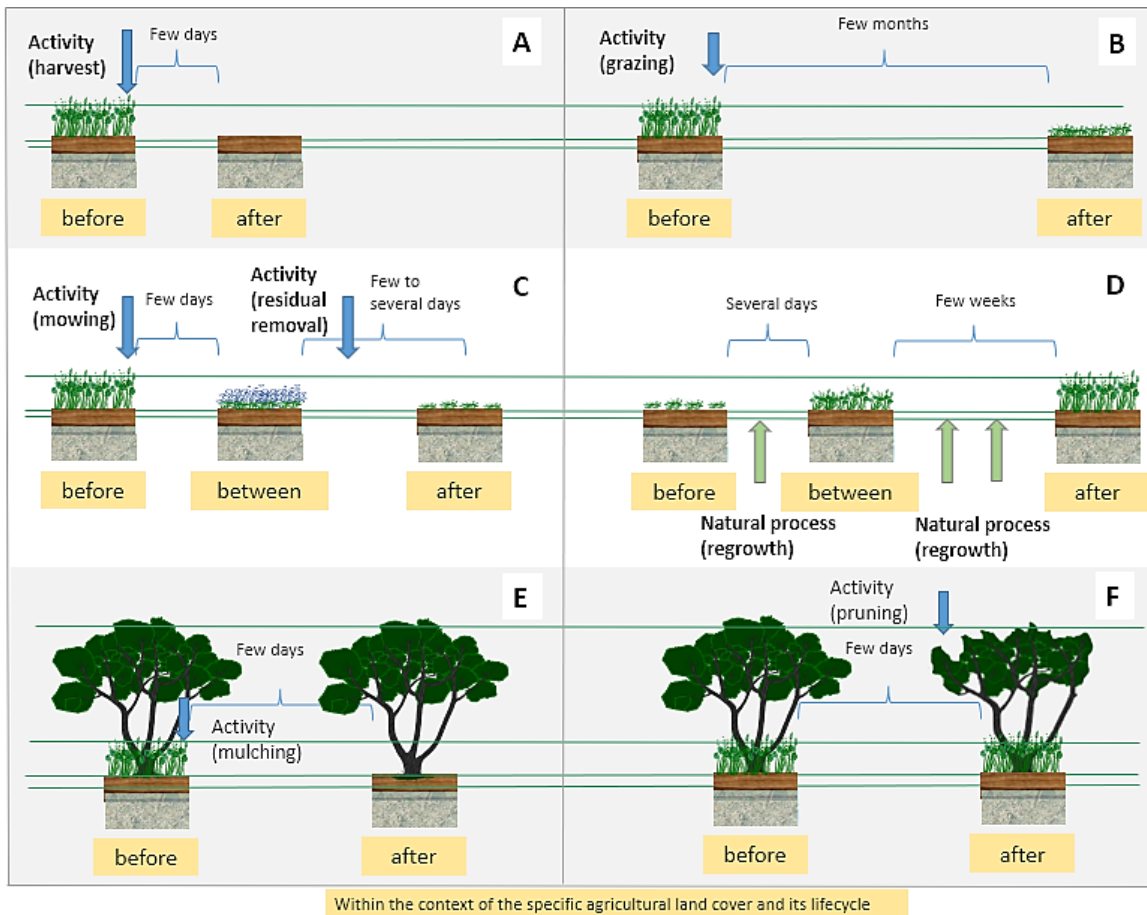 A
Activity
(harvest)
Few days
before
after
B
Activity
(grazing)
Few months
before
after
C
Activity
(mowing)
Few days
Activity
(residual
removal)
Few to
several days
before
between
after
D
Several days
Few weeks
before
between
after
Natural process
(regrowth)
Natural process
(regrowth)
E
Few days
Activity
(mulching)
before
after
F
Activity
(pruning)
Few days
before
after
Within the context of the specific agricultural land cover and its lifecycle